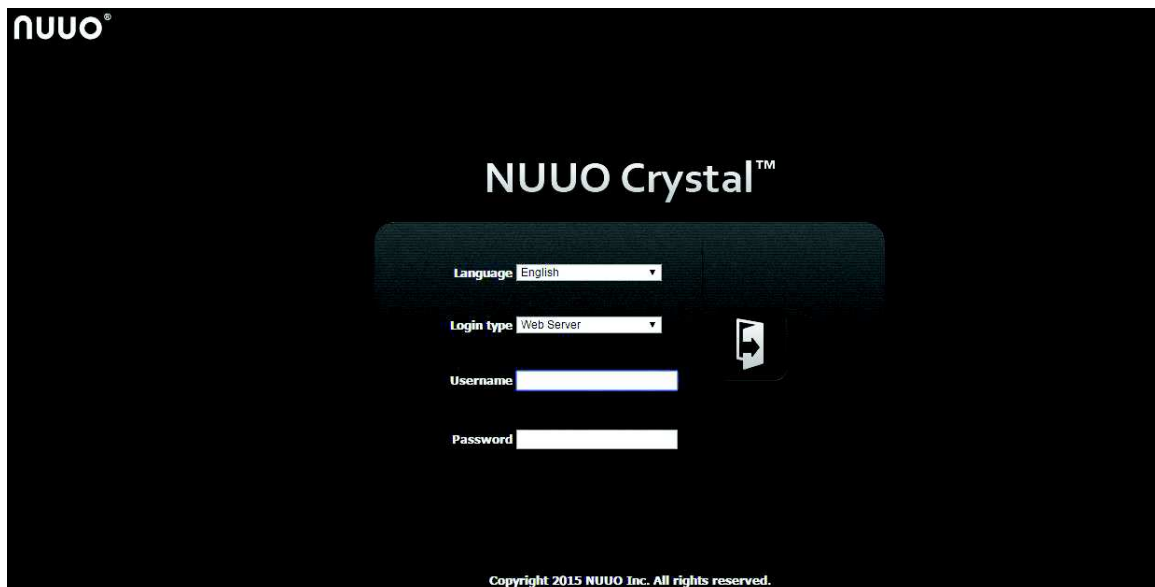 nuuo®
NUUO Crystal™
Language English
Login type Web Server
Username
Password
Copyright 2015 NUUO Inc. All rights reserved.